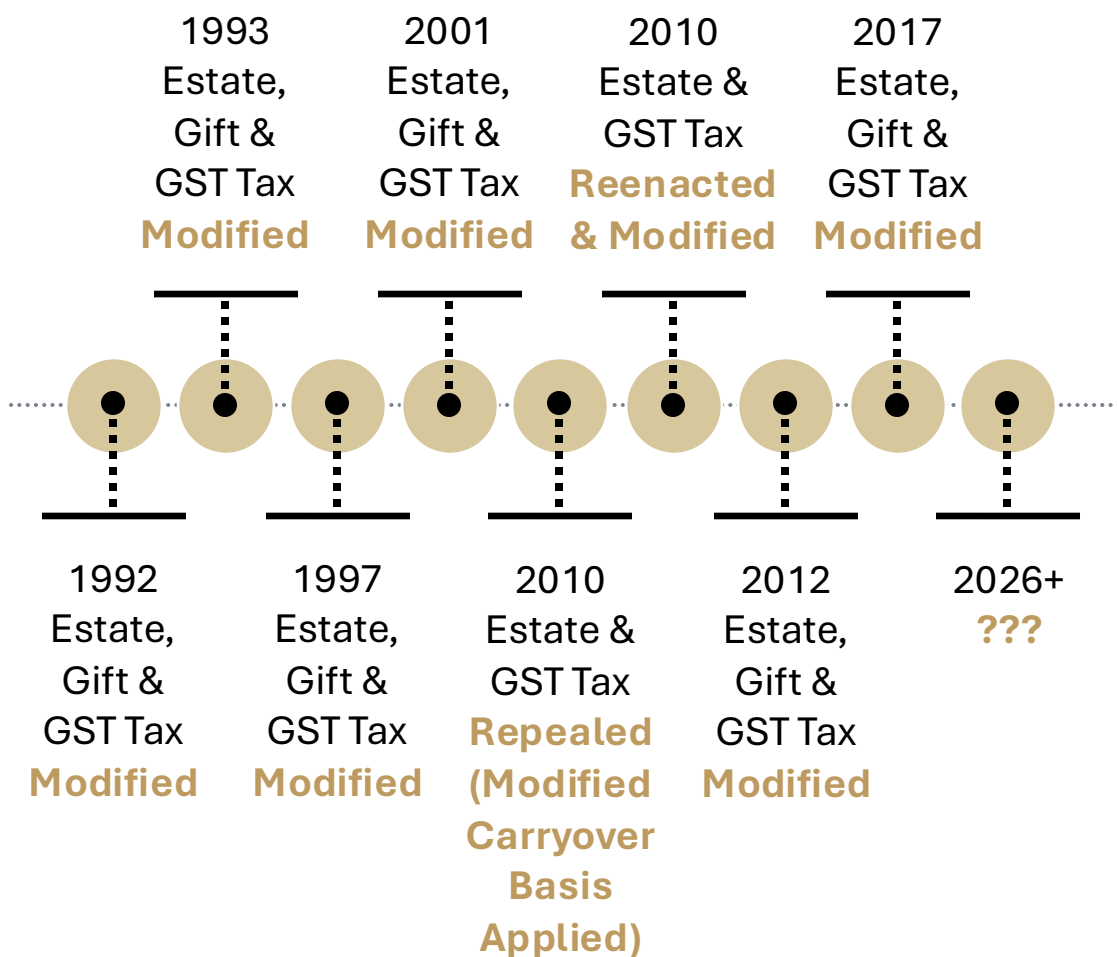 1993
Estate,
Gift &
GST Tax
Modified
2001
Estate,
Gift &
GST Tax
Modified
2010
Estate &
GST Tax
Reenacted
& Modified
2017
Estate,
Gift &
GST Tax
Modified
1992
Estate,
Gift &
GST Tax
Modified
1997
Estate,
Gift &
GST Tax
Modified
2010
Estate &
GST Tax
Repealed
(Modified
Carryover
Basis
Applied)
2012
Estate,
Gift &
GST Tax
Modified
2026+
???